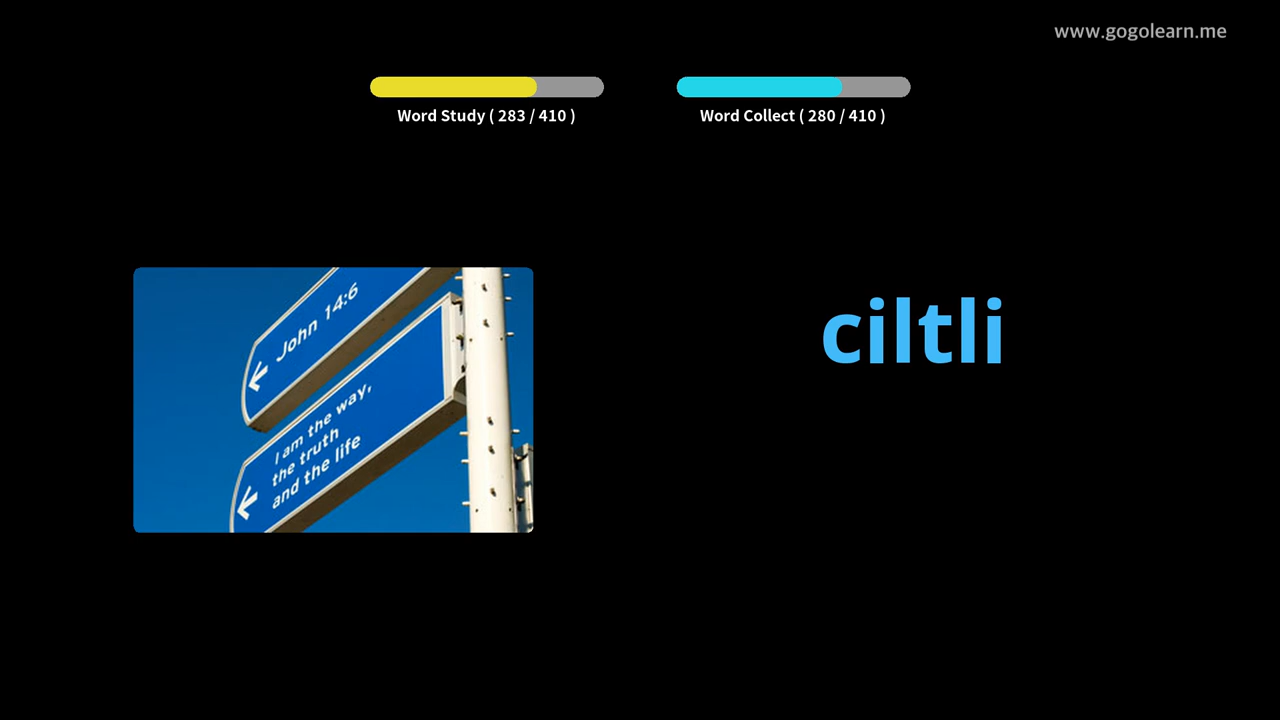 www.gogolearn.me
Word Study ( 283 / 410 )
Word Collect ( 280 / 410 )
John 14:6
I am the way,
the truth
and the life
ciltli